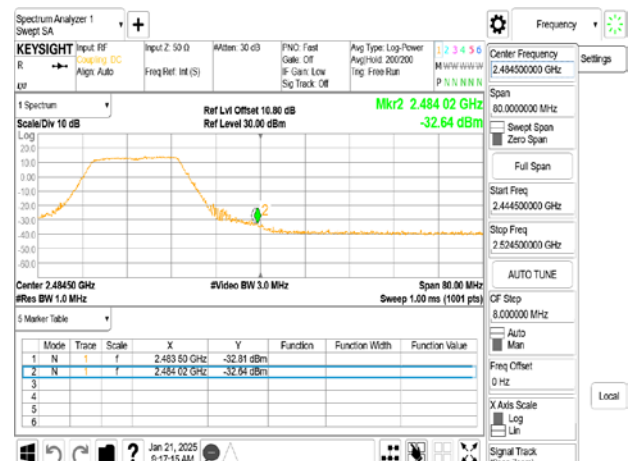 Spectrum Analyzer 1
Swept SA
Frequency
KEYSIGHT
R
Input: RF
Coupling: DC
Align: Auto
Input Z: 50 Ω
Freq Ref: Int (S)
#Atten: 30 dB
PNO: Fast
Gate: Off
IF Gain: Low
Sig Track: Off
Avg Type: Log-Power
Avg|Hold: 200/200
Trig: Free Run
1 2 3 4 5 6
M W W W W W
P N N N N N
Center Frequency
2.484500000 GHz
Settings
Span
80.0000000 MHz
Swept Span
Zero Span
Full Span
Start Freq
2.444500000 GHz
Stop Freq
2.524500000 GHz
AUTO TUNE
CF Step
8.000000 MHz
Auto
Man
Freq Offset
0 Hz
X Axis Scale
Log
Lin
Signal Track
Local
1 Spectrum
Scale/Div 10 dB
Ref Lvl Offset 10.80 dB
Ref Level 30.00 dBm
Mkr2 2.484 02 GHz
-32.64 dBm
Log
20.0
10.0
0.00
-10.0
-20.0
-30.0
-40.0
-50.0
-60.0
2
Center 2.48450 GHz
#Res BW 1.0 MHz
#Video BW 3.0 MHz
Span 80.00 MHz
Sweep 1.00 ms (1001 pts)
5 Marker Table
Mode Trace Scale X Y Function Function Width Function Value
1 N 1 f 2.483 50 GHz -32.81 dBm
2 N 1 f 2.484 02 GHz -32.64 dBm
3
4
5
6
?
Jan 21, 2025
9:17:15 AM